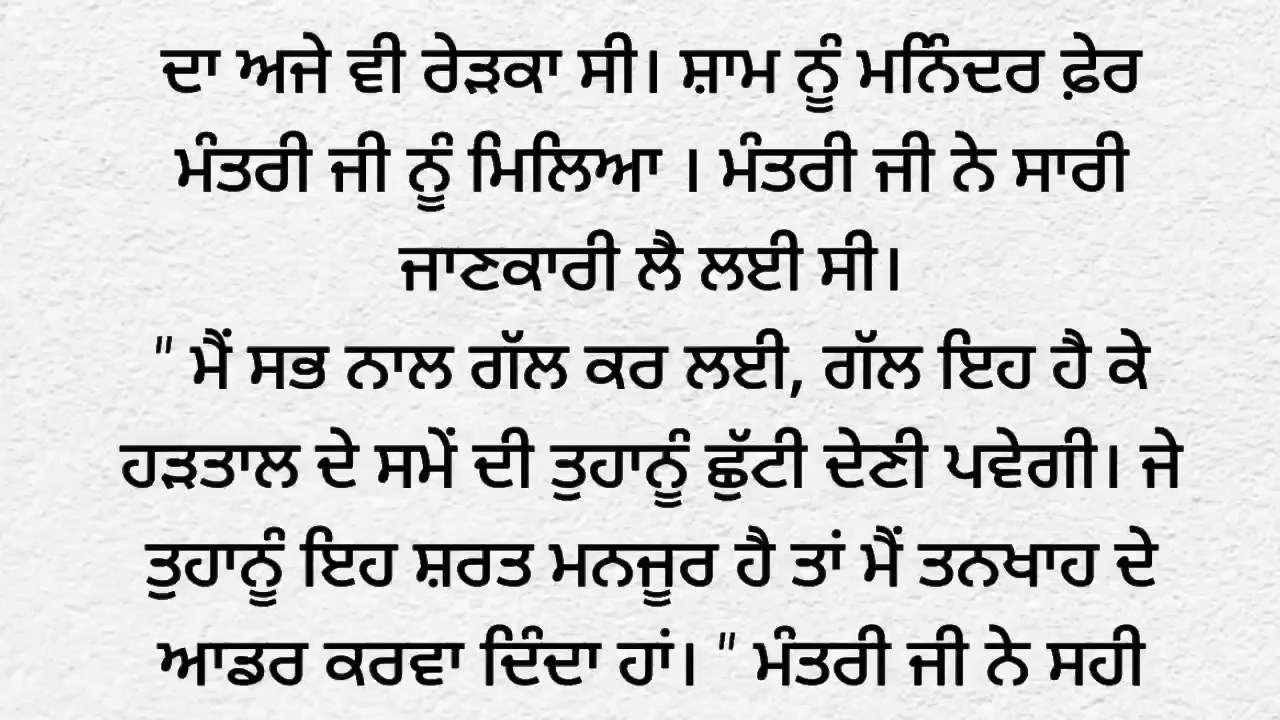 ਦਾ ਅਜੇ ਵੀ ਰੇੜਕਾ ਸੀ। ਸ਼ਾਮ ਨੂੰ ਮਨਿੰਦਰ ਫ਼ੇਰ
ਮੰਤਰੀ ਜੀ ਨੂੰ ਮਿਲਿਆ । ਮੰਤਰੀ ਜੀ ਨੇ ਸਾਰੀ
ਜਾਣਕਾਰੀ ਲੈ ਲਈ ਸੀ।
" ਮੈਂ ਸਭ ਨਾਲ ਗੱਲ ਕਰ ਲਈ, ਗੱਲ ਇਹ ਹੈ ਕੇ
ਹੜਤਾਲ ਦੇ ਸਮੇਂ ਦੀ ਤੁਹਾਨੂੰ ਛੁੱਟੀ ਦੇਣੀ ਪਵੇਗੀ। ਜੇ
ਤੁਹਾਨੂੰ ਇਹ ਸ਼ਰਤ ਮਨਜੂਰ ਹੈ ਤਾਂ ਮੈਂ ਤਨਖਾਹ ਦੇ
ਆਡਰ ਕਰਵਾ ਦਿੰਦਾ ਹਾਂ। " ਮੰਤਰੀ ਜੀ ਨੇ ਸਹੀ